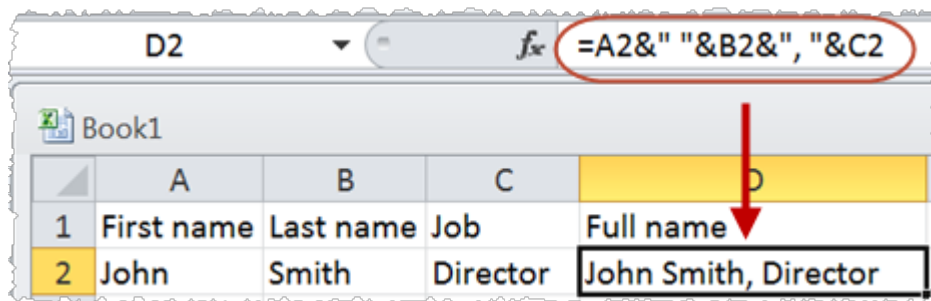 D2 fx =A2&" "&B2&", "&C2
Book1
A B C D
1 First name Last name Job Full name
2 John Smith Director John Smith, Director